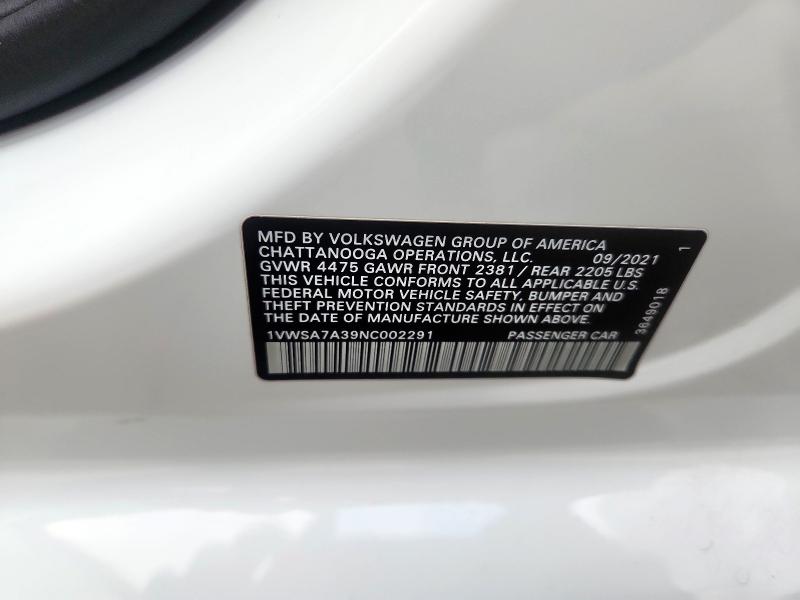 MFD BY VOLKSWAGEN GROUP OF AMERICA
CHATTANOOGA OPERATIONS, LLC. 09/2021
GVWR 4475 GAWR FRONT 2381 / REAR 2205 LBS
THIS VEHICLE CONFORMS TO ALL APPLICABLE U.S.
FEDERAL MOTOR VEHICLE SAFETY, BUMPER AND
THEFT PREVENTION STANDARDS IN EFFECT ON
THE DATE OF MANUFACTURE SHOWN ABOVE.
1VWSA7A39NC002291 PASSENGER CAR
3649018
1